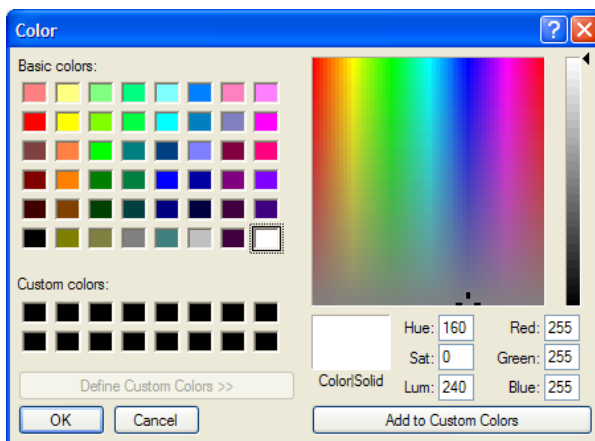 Color
Basic colors:
Custom colors:
Define Custom Colors >>
OK Cancel
Color|Solid
Hue: 160 Red: 255
Sat: 0 Green: 255
Lum: 240 Blue: 255
Add to Custom Colors